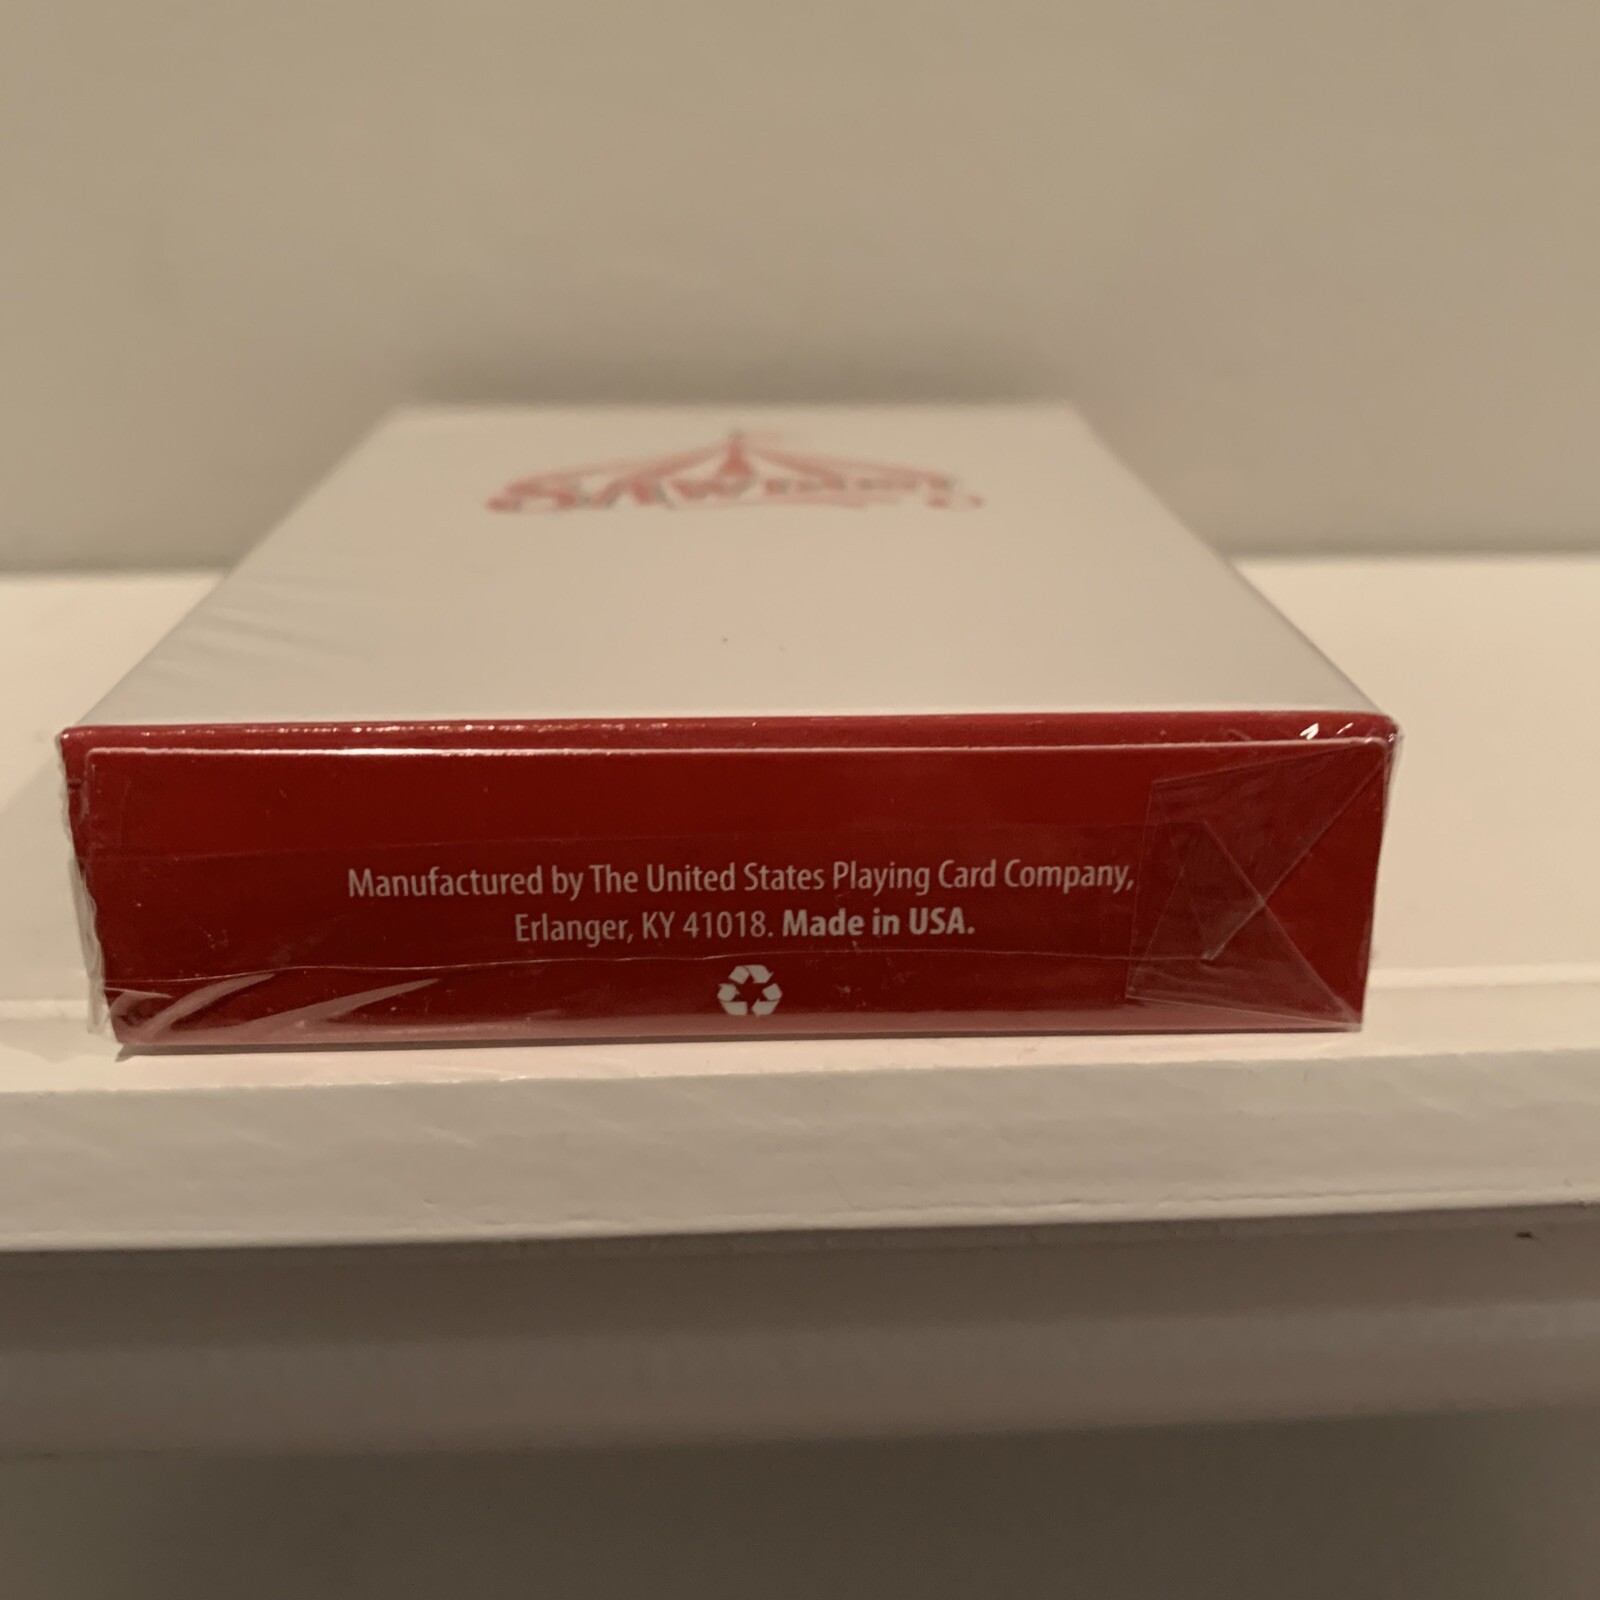 Manufactured by The United States Playing Card Company,
Erlanger, KY 41018. Made in USA.